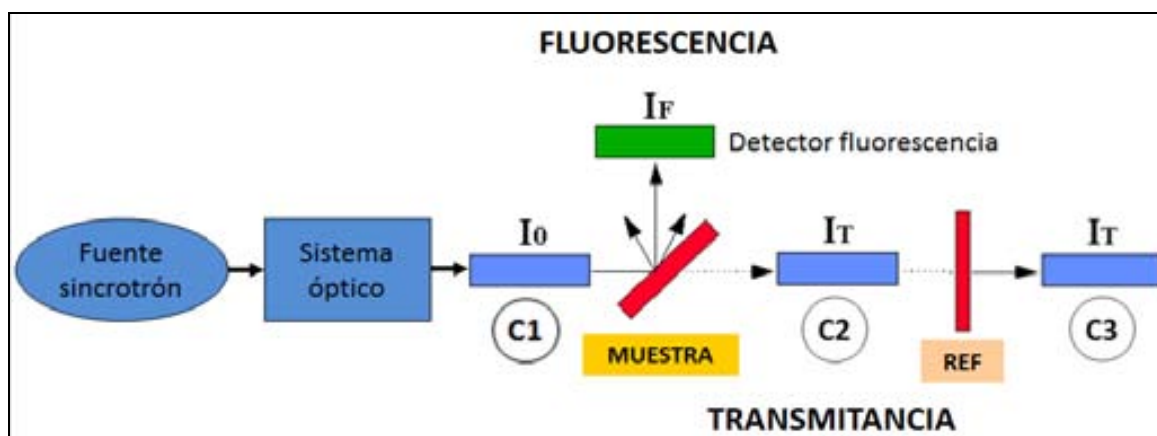 FLUORESCENCIA
IF
Detector fluorescencia
Fuente
sincrotrón
Sistema
óptico
I0
IT
IT
C1
C2
C3
MUESTRA
REF
TRANSMITANCIA